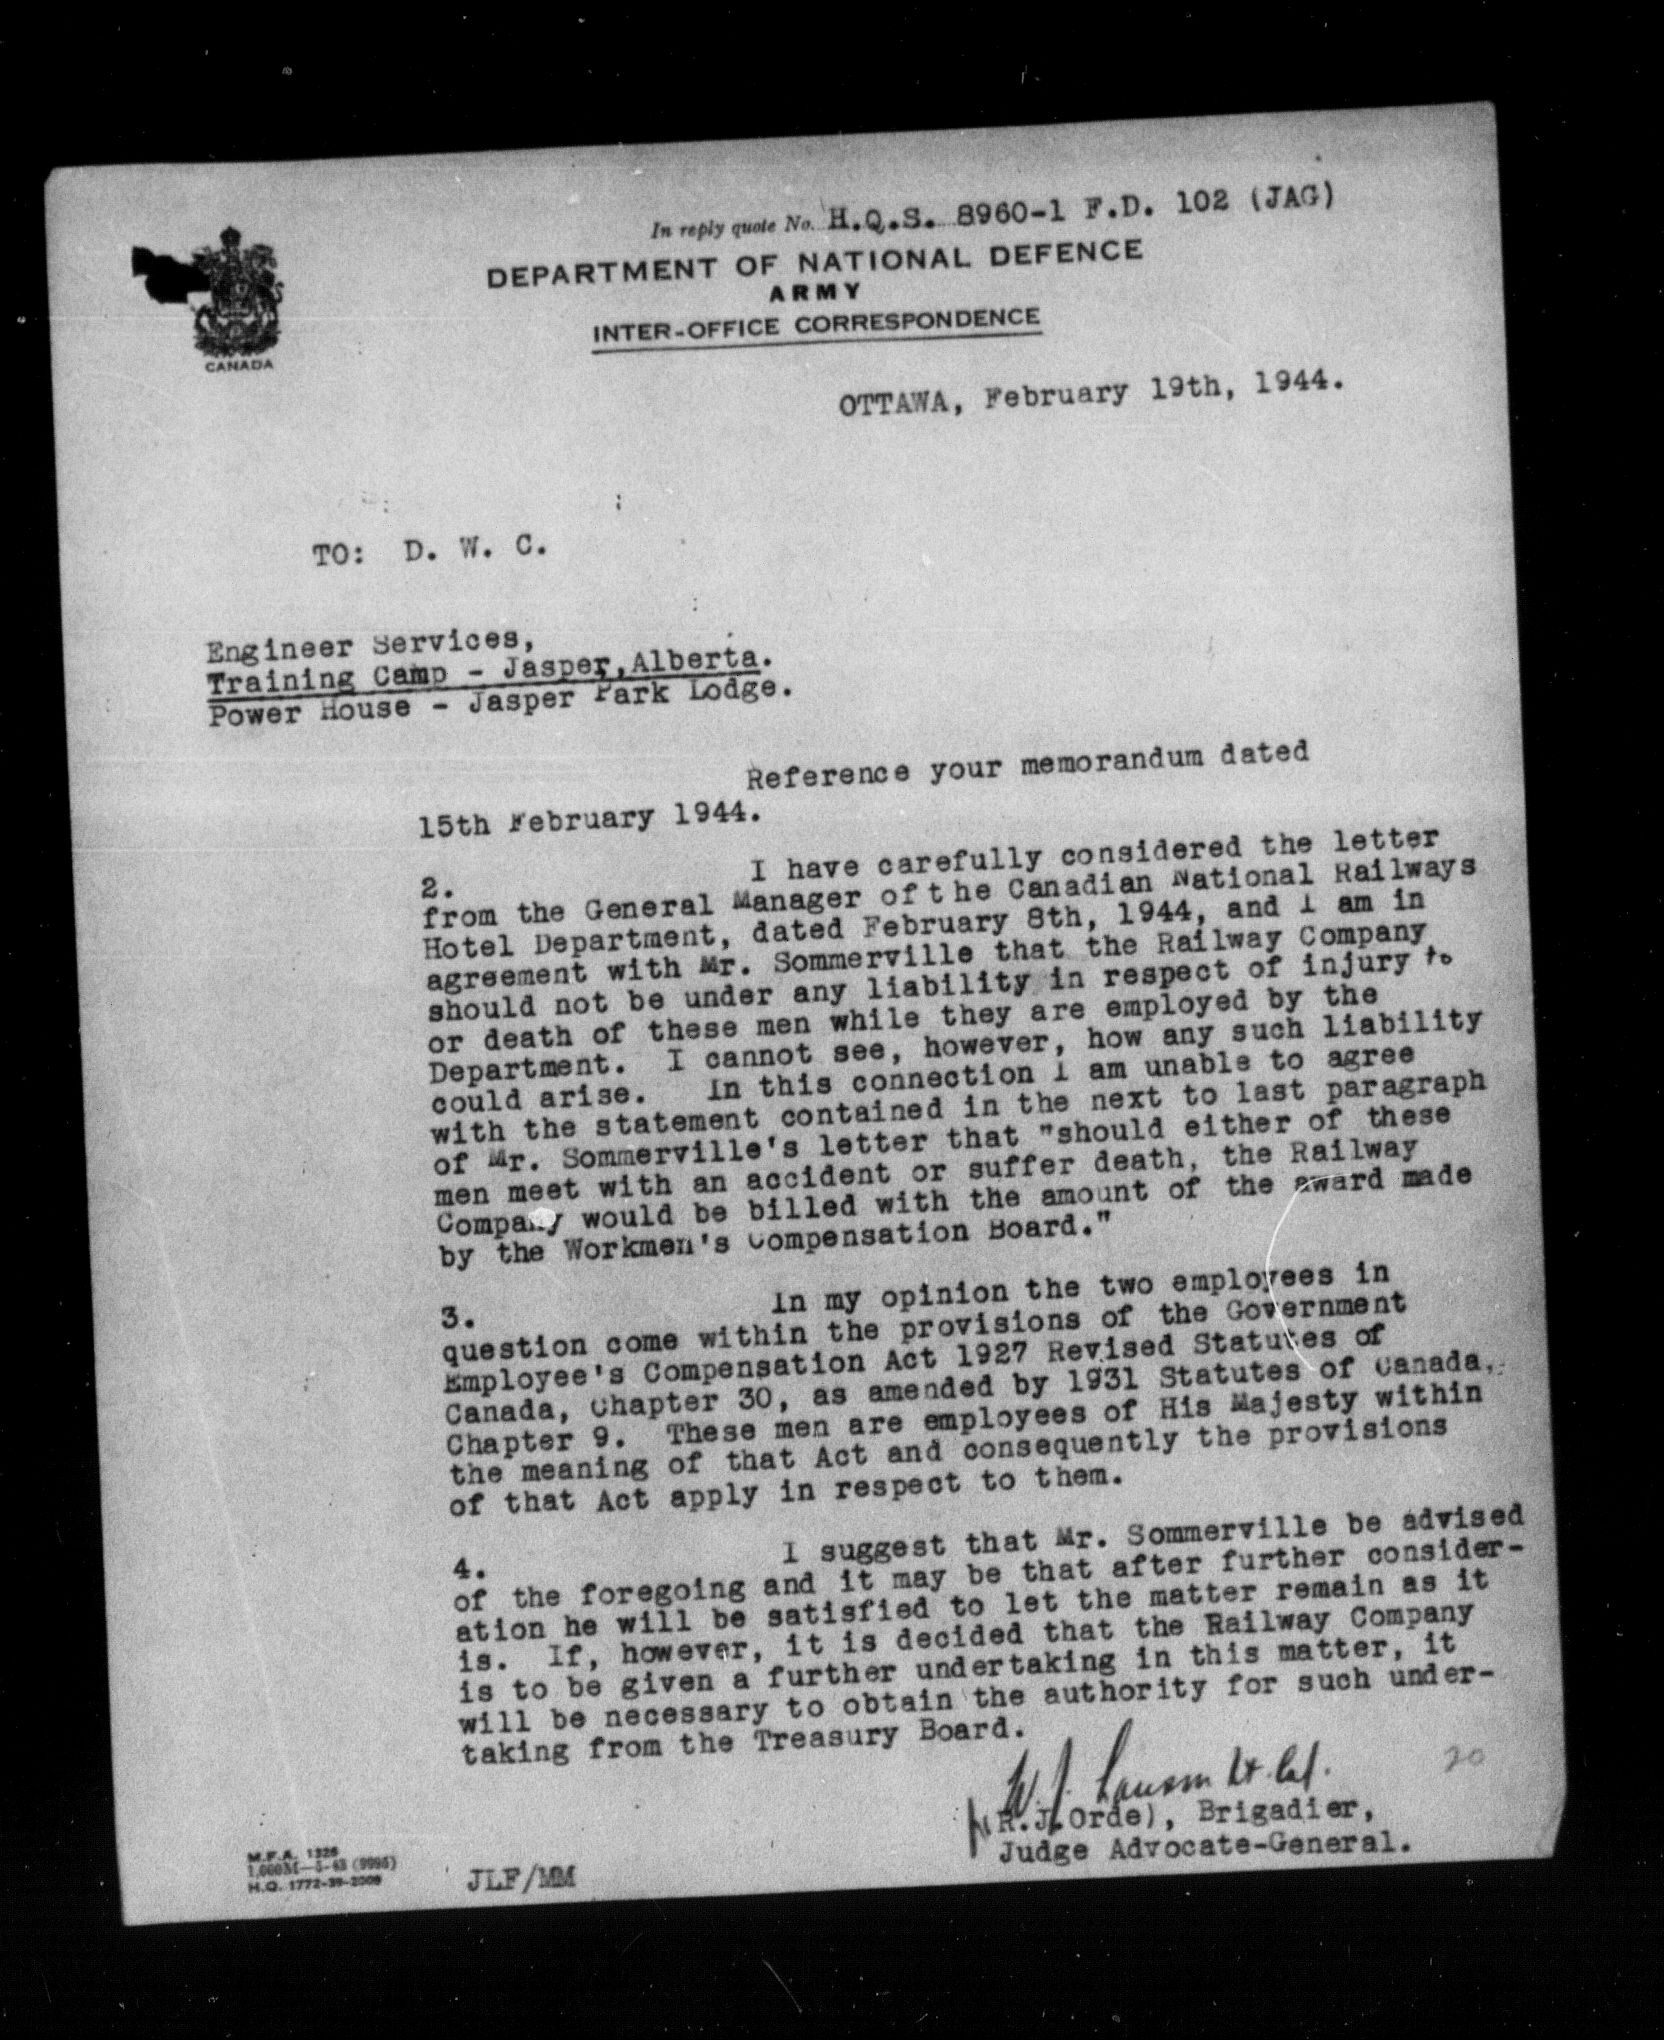 In reply quote No. H.Q.S. 8960-1 F.D. 102 (JAG)
DEPARTMENT OF NATIONAL DEFENCE
ARMY
INTER-OFFICE CORRESPONDENCE
CANADA
OTTAWA, February 19th, 1944.
TO: D. W. C.
Engineer Services,
Training Camp - Jasper, Alberta.
Power House - Jasper Park Lodge.
Reference your memorandum dated
15th February 1944.
2. I have carefully considered the letter
from the General Manager of the Canadian National Railways
Hotel Department, dated February 8th, 1944, and I am in
agreement with Mr. Sommerville that the Railway Company
should not be under any liability in respect of injury to
or death of these men while they are employed by the
Department. I cannot see, however, how any such liability
could arise. In this connection I am unable to agree
with the statement contained in the next to last paragraph
of Mr. Sommerville's letter that "should either of these
men meet with an accident or suffer death, the Railway
Company would be billed with the amount of the award made
by the Workmen's Compensation Board."
3. In my opinion the two employees in
question come within the provisions of the Government
Employee's Compensation Act 1927 Revised Statutes of
Canada, Chapter 30, as amended by 1931 Statutes of Canada,
Chapter 9. These men are employees of His Majesty within
the meaning of that Act and consequently the provisions
of that Act apply in respect to them.
4. I suggest that Mr. Sommerville be advised
of the foregoing and it may be that after further consider-
ation he will be satisfied to let the matter remain as it
is. If, however, it is decided that the Railway Company
is to be given a further undertaking in this matter, it
will be necessary to obtain the authority for such under-
taking from the Treasury Board.
W. J. Lt. Col.
20
R.J. Orde), Brigadier,
Judge Advocate-General.
M.F.A. 1326
H.Q. 1772-39-2008
JLF/MM